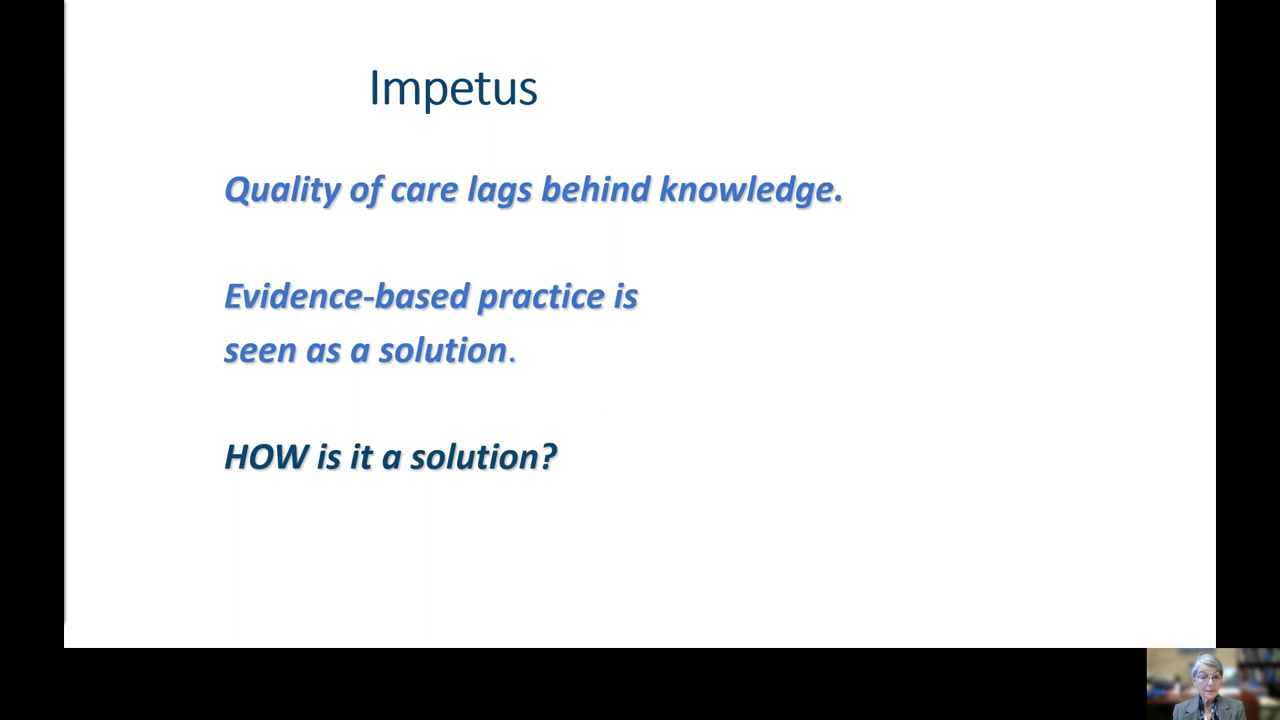 Impetus
Quality of care lags behind knowledge.
Evidence-based practice is
seen as a solution.
HOW is it a solution?